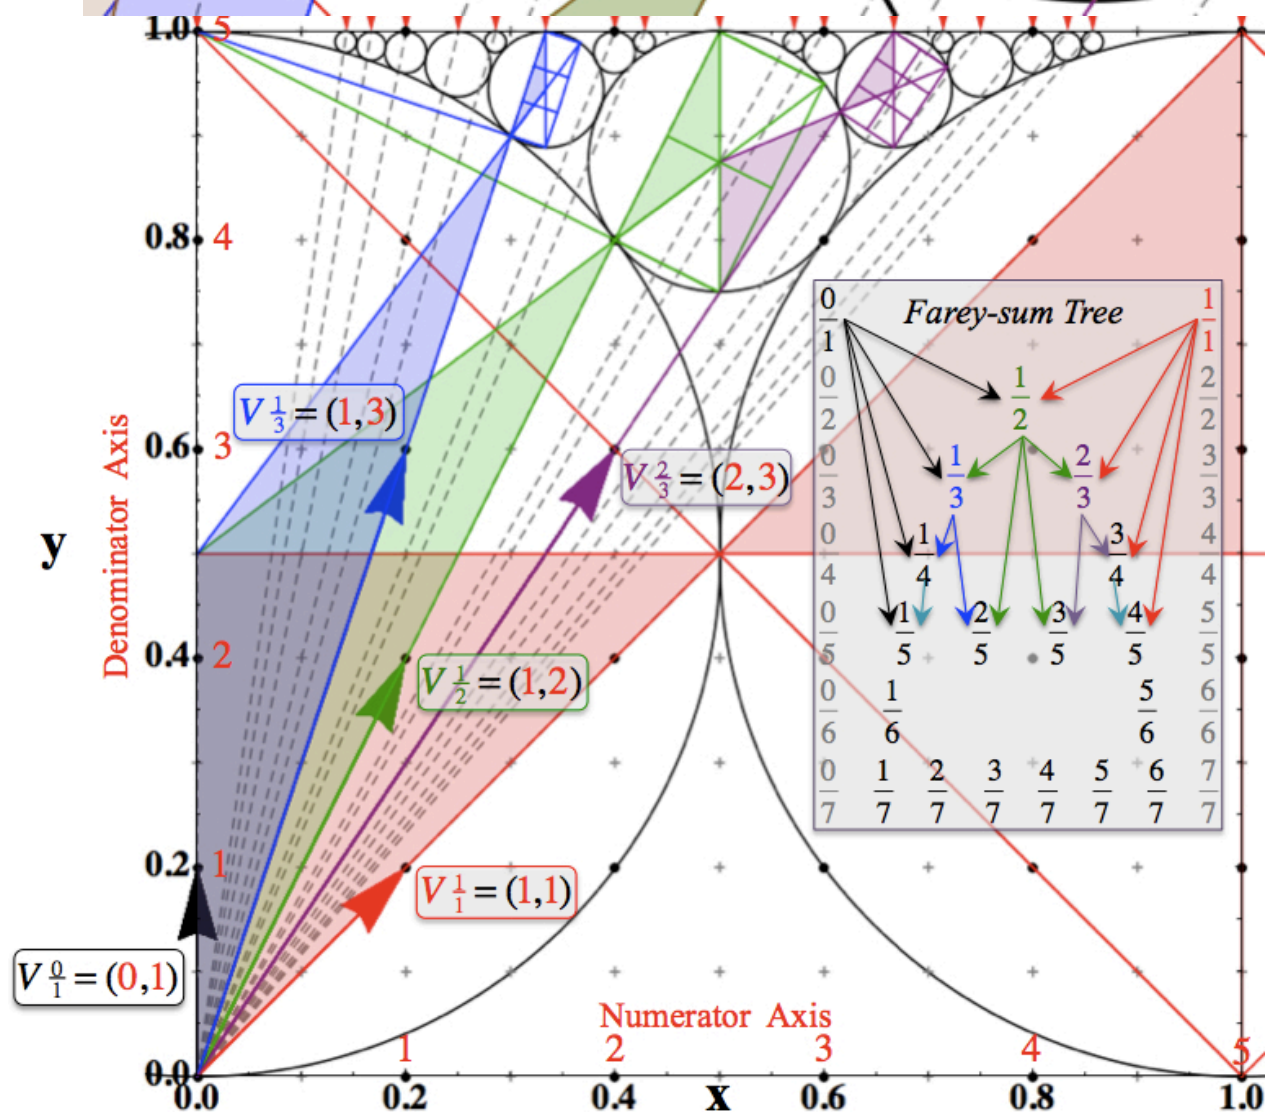 1.0
5
0.8
4
0.6
3
0.4
2
0.2
1
0.0
y
Denominator Axis
V 1/3 = (1,3)
V 2/3 = (2,3)
V 1/2 = (1,2)
V 1/1 = (1,1)
V 0/1 = (0,1)
Farey-sum Tree
0/1 1/1
0/2 1/2 2/2
0/3 1/3 2/3 3/3
0/4 1/4 3/4 4/4
0/5 1/5 2/5 3/5 4/5 5/5
0/6 1/6 5/6 6/6
0/7 1/7 2/7 3/7 4/7 5/7 6/7 7/7
Numerator Axis
1 2 3 4 5
0.0 0.2 0.4 x 0.6 0.8 1.0